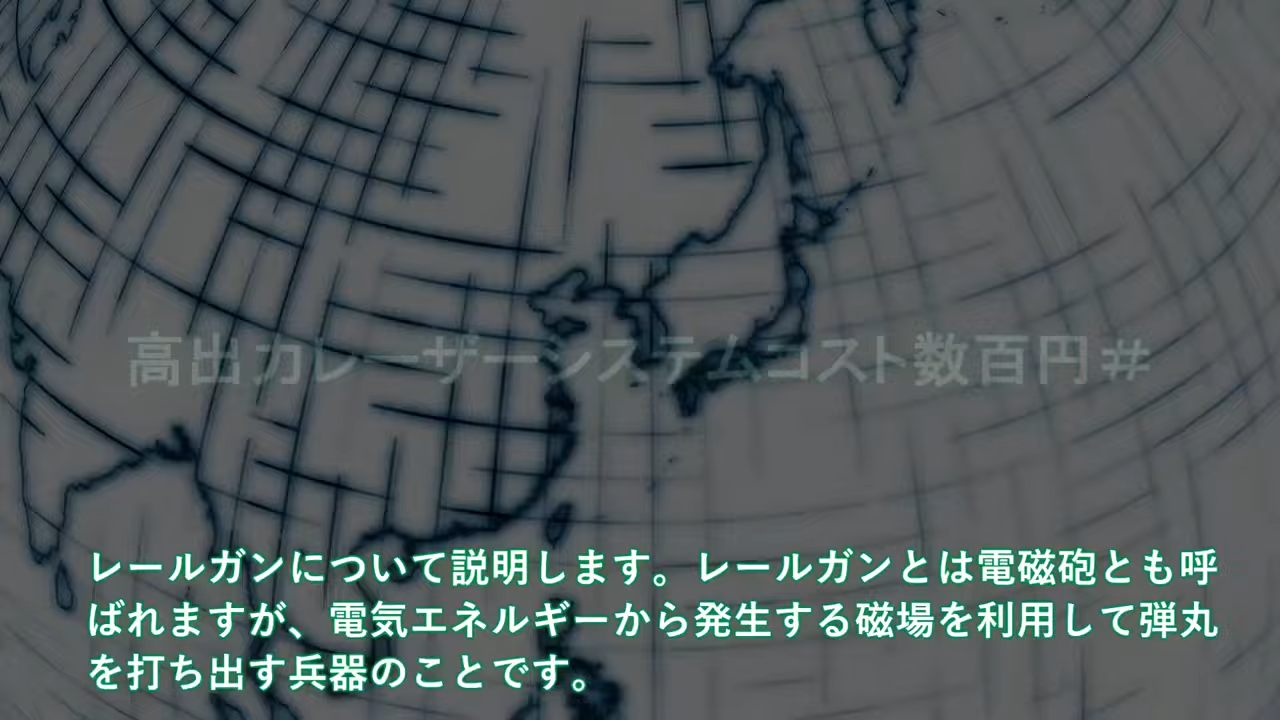 高出力レーザーシステムコスト数百円#
レールガンについて説明します。レールガンとは電磁砲とも呼
ばれますが、電気エネルギーから発生する磁場を利用して弾丸
を打ち出す兵器のことです。